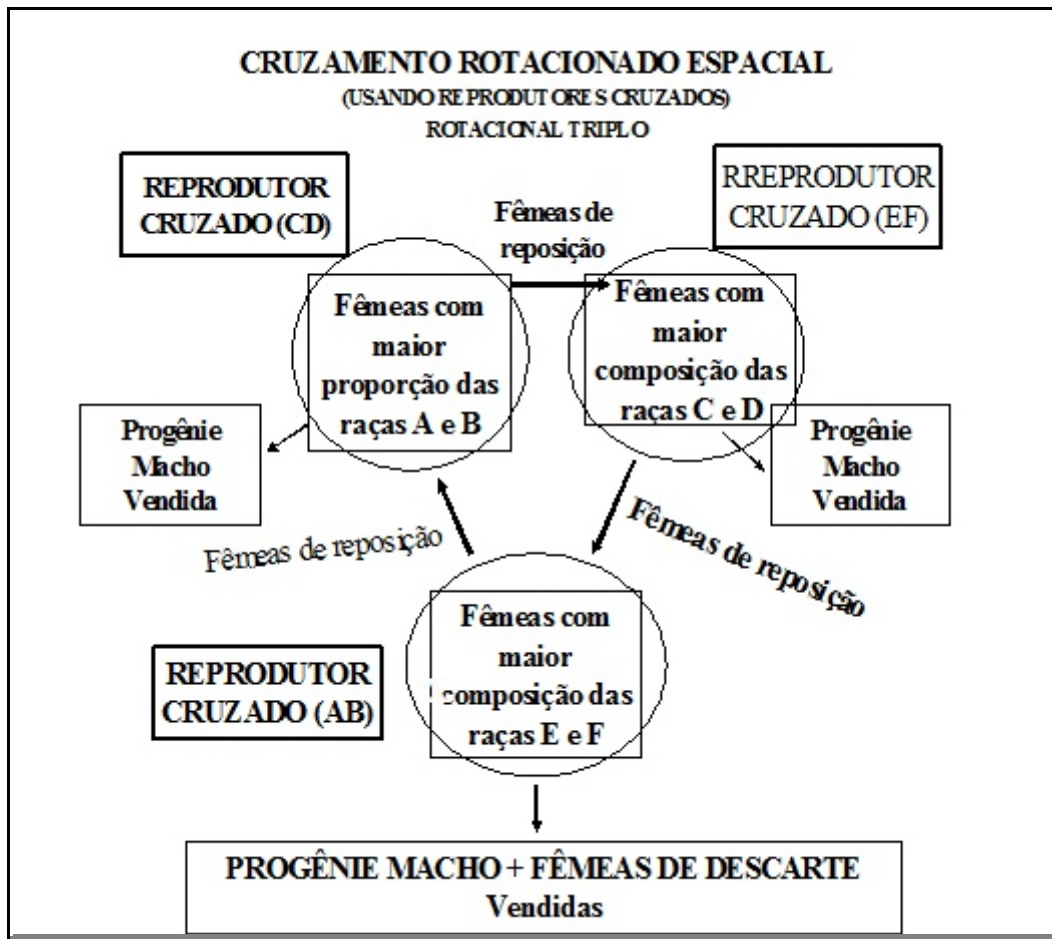 CRUZAMENTO ROTACIONADO ESPACIAL
(USANDO REPRODUTORES CRUZADOS)
ROTACIONAL TRIPLO
REPRODUTOR
CRUZADO (CD)
Fêmeas de
reposição
RREPRODUTOR
CRUZADO (EF)
Fêmeas com
maior
proporção das
raças A e B
Fêmeas com
maior
composição das
raças C e D
Progênie
Macho
Vendida
Progênie
Macho
Vendida
Fêmeas de reposição
Fêmeas de reposição
REPRODUTOR
CRUZADO (AB)
Fêmeas com
maior
composição das
raças E e F
PROGÊNIE MACHO + FÊMEAS DE DESCARTE
Vendidas